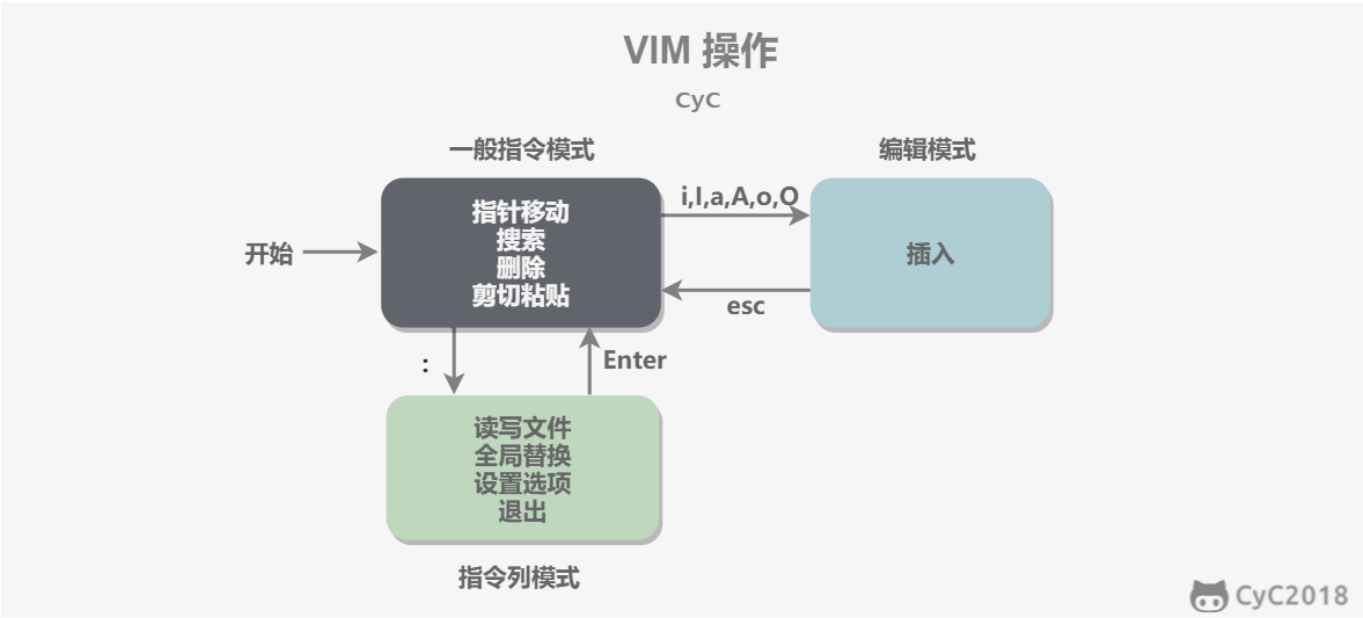 VIM 操作
CyC
一般指令模式
编辑模式
指针移动
搜索
删除
剪切粘贴
i,I,a,A,o,O
插入
开始
esc
:
Enter
读写文件
全局替换
设置选项
退出
指令列模式
CyC2018